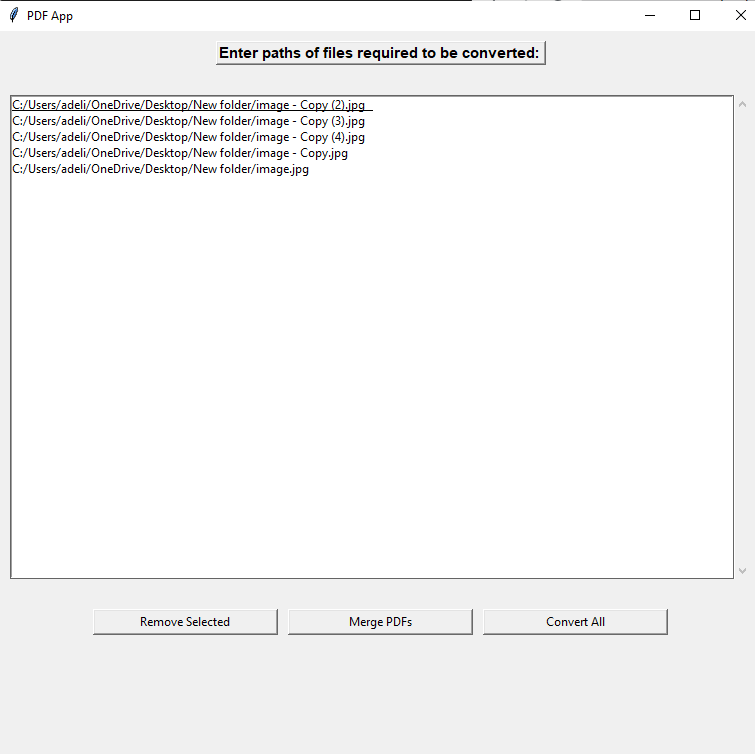 PDF App
Enter paths of files required to be converted:
C:/Users/adeli/OneDrive/Desktop/New folder/image - Copy (2).jpg
C:/Users/adeli/OneDrive/Desktop/New folder/image - Copy (3).jpg
C:/Users/adeli/OneDrive/Desktop/New folder/image - Copy (4).jpg
C:/Users/adeli/OneDrive/Desktop/New folder/image - Copy.jpg
C:/Users/adeli/OneDrive/Desktop/New folder/image.jpg
Remove Selected
Merge PDFs
Convert All